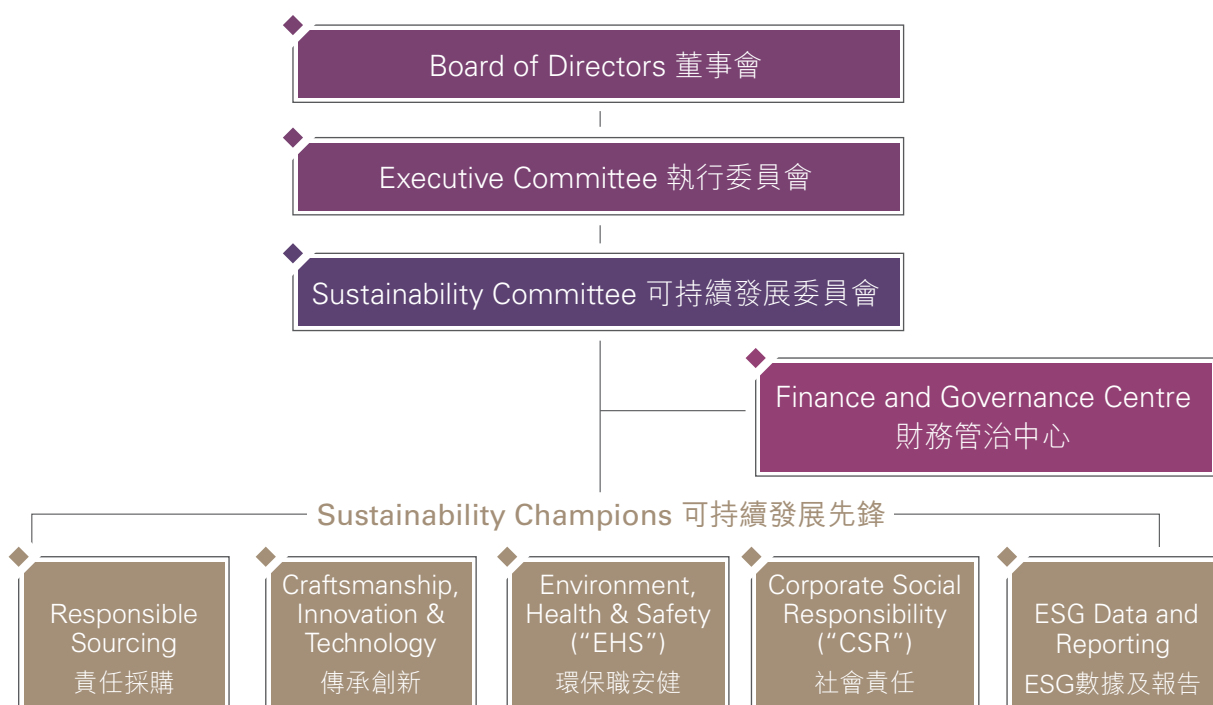 Board of Directors 董事會
Executive Committee 執行委員會
Sustainability Committee 可持續發展委員會
Finance and Governance Centre
財務管治中心
Sustainability Champions 可持續發展先鋒
Responsible
Sourcing
責任採購
Craftsmanship,
Innovation &
Technology
傳承創新
Environment,
Health & Safety
(“EHS”)
環保職安健
Corporate Social
Responsibility
(“CSR”)
社會責任
ESG Data and
Reporting
ESG數據及報告